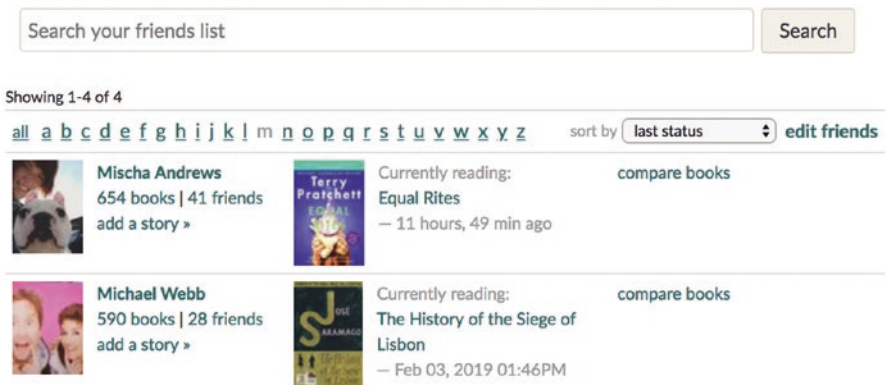 Search your friends list
Search
Showing 1-4 of 4
all a b c d e f g h i j k l m n o p q r s t u v w x y z
sort by last status edit friends
Mischa Andrews
654 books | 41 friends
add a story »
Terry
Pratchett
EQUAL
Currently reading:
Equal Rites
— 11 hours, 49 min ago
compare books
Michael Webb
590 books | 28 friends
add a story »
JOSÉ
SARAMAGO
Currently reading:
The History of the Siege of
Lisbon
— Feb 03, 2019 01:46PM
compare books